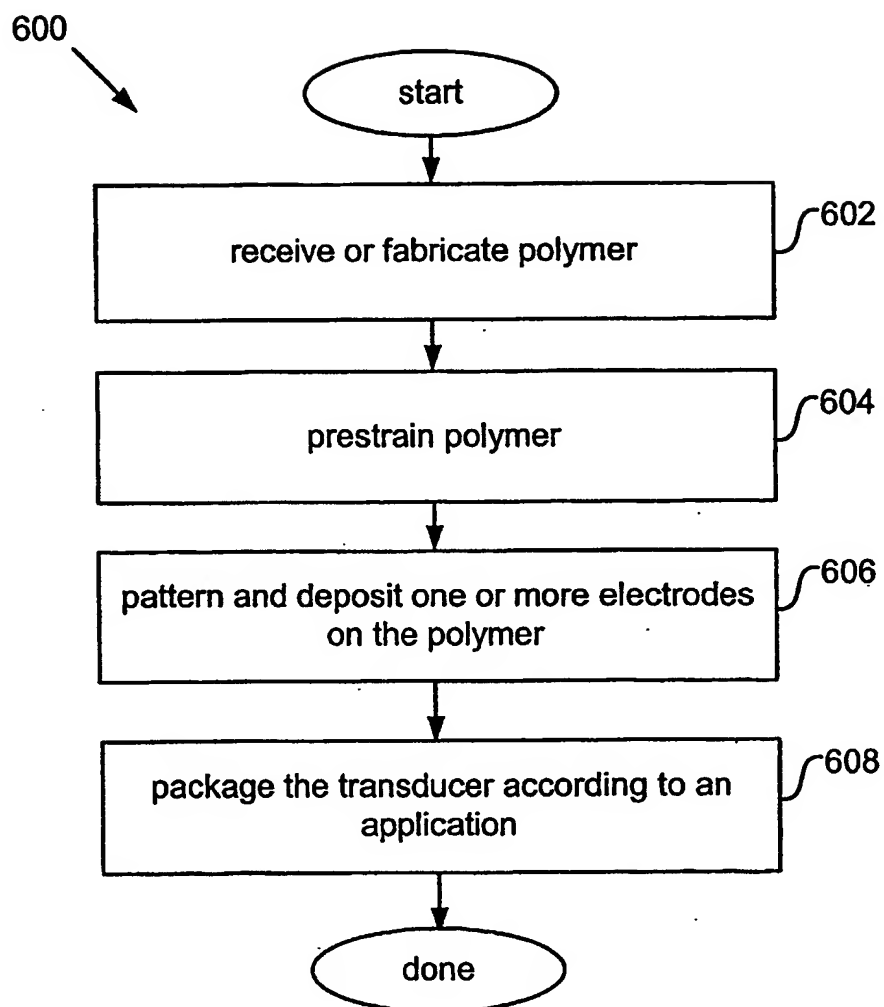 600
start
602
receive or fabricate polymer
604
prestrain polymer
606
pattern and deposit one or more electrodes
on the polymer
608
package the transducer according to an
application
done